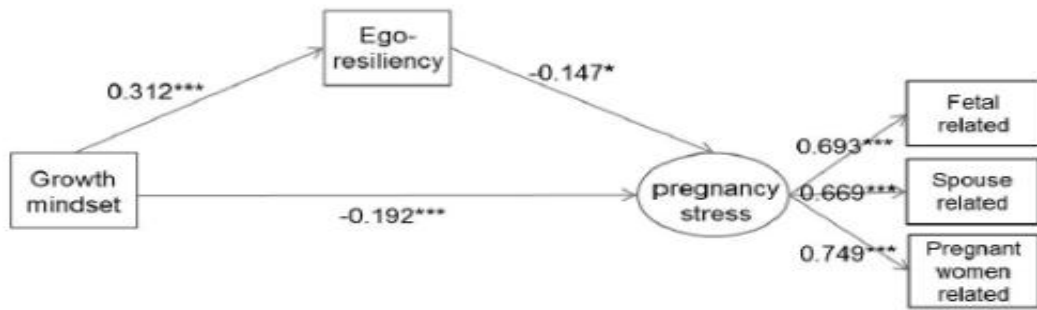 Ego-
resiliency
0.312***
-0.147*
Fetal
related
0.693***
Growth
mindset
-0.192***
pregnancy
stress
0.669***
Spouse
related
0.749***
Pregnant
women
related